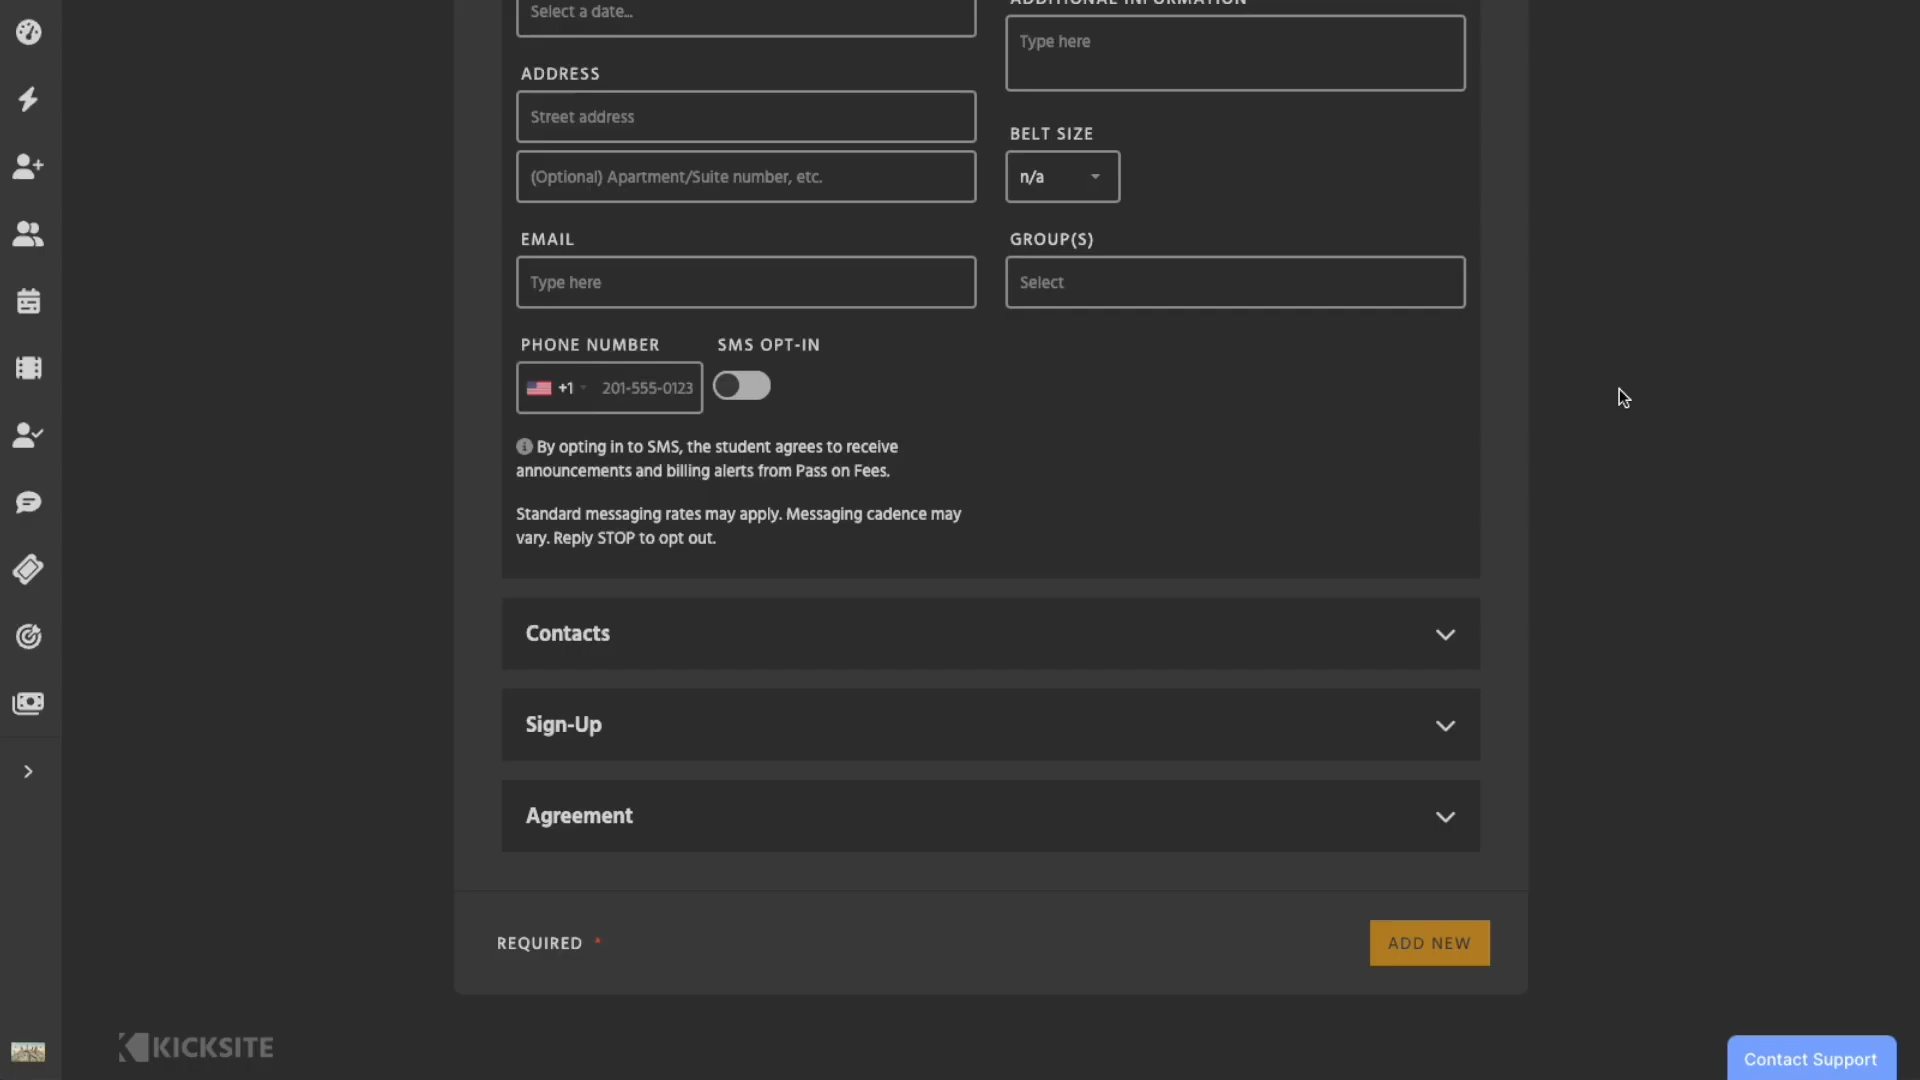 Select a date...
ADDITIONAL INFORMATION
Type here
ADDRESS
Street address
(Optional) Apartment/Suite number, etc.
BELT SIZE
n/a
EMAIL
Type here
GROUP(S)
Select
PHONE NUMBER
SMS OPT-IN
+1 201-555-0123
By opting in to SMS, the student agrees to receive
announcements and billing alerts from Pass on Fees.
Standard messaging rates may apply. Messaging cadence may
vary. Reply STOP to opt out.
Contacts
Sign-Up
Agreement
REQUIRED *
ADD NEW
KICKSITE
Contact Support